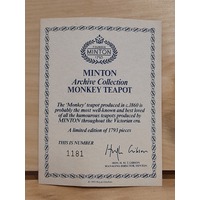 MINTON
MINTON
Archive Collection
MONKEY TEAPOT
The 'Monkey' teapot produced in c.1860 is
probably the most well-known and best loved
of all the humourous teapots produced by
MINTON throughout the Victorian era.
A limited edition of 1793 pieces
THIS IS NUMBER
1181